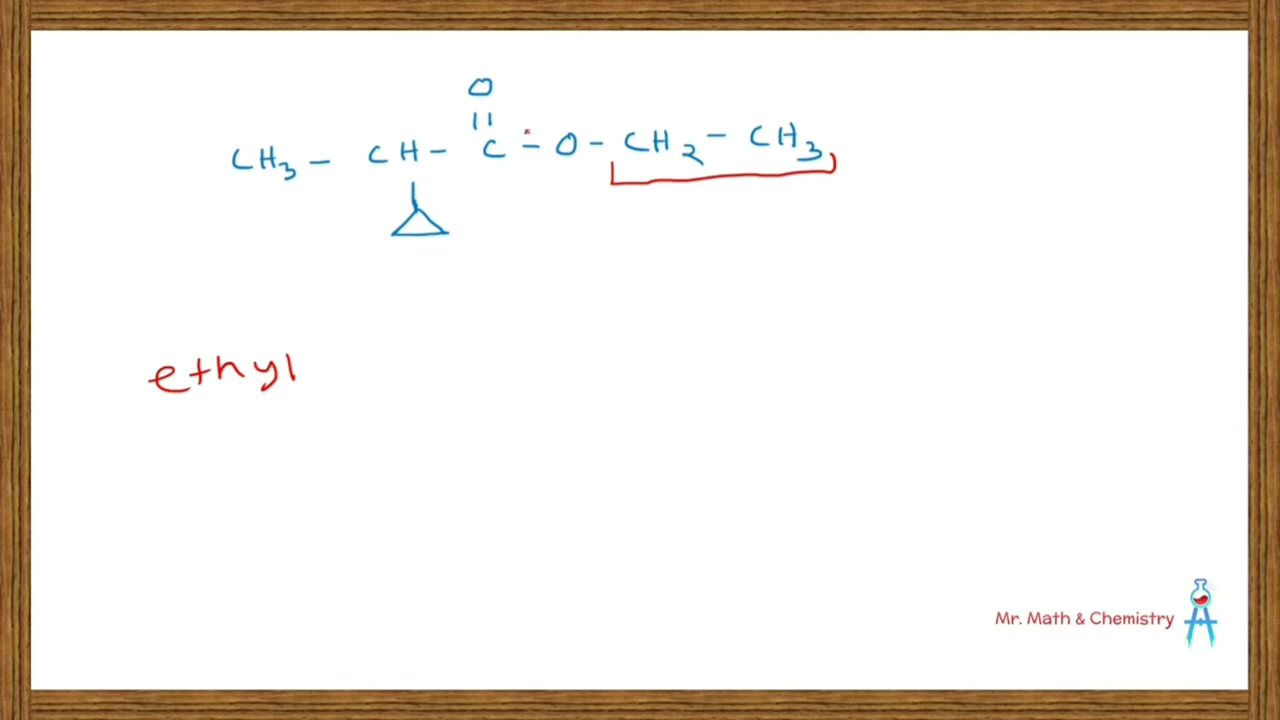 O
||
CH3 - CH - C - O - CH2 - CH3
ethyl
Mr. Math & Chemistry